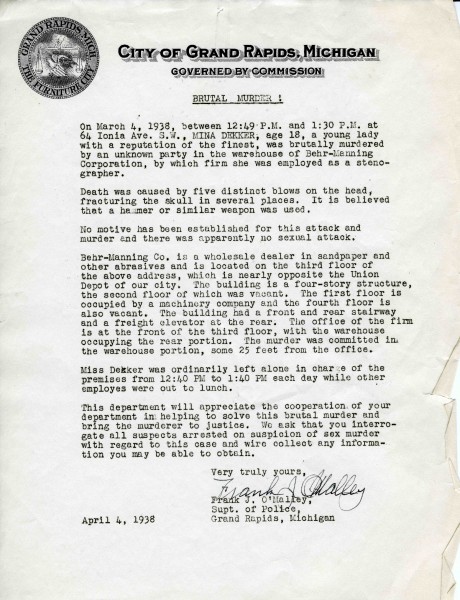 GRAND RAPIDS, MICH.
THE FURNITURE CITY
CITY OF GRAND RAPIDS, MICHIGAN
GOVERNED BY COMMISSION
BRUTAL MURDER !
On March 4, 1938, between 12:49 P.M. and 1:30 P.M. at
64 Ionia Ave. S.W., MINA DEKKER, age 18, a young lady
with a reputation of the finest, was brutally murdered
by an unknown party in the warehouse of Behr-Manning
Corporation, by which firm she was employed as a steno-
grapher.
Death was caused by five distinct blows on the head,
fracturing the skull in several places. It is believed
that a hammer or similar weapon was used.
No motive has been established for this attack and
murder and there was apparently no sexual attack.
Behr-Manning Co. is a wholesale dealer in sandpaper and
other abrasives and is located on the third floor of
the above address, which is nearly opposite the Union
Depot of our city. The building is a four-story structure,
the second floor of which was vacant. The first floor is
occupied by a machinery company and the fourth floor is
also vacant. The building had a front and rear stairway
and a freight elevator at the rear. The office of the firm
is at the front of the third floor, with the warehouse
occupying the rear portion. The murder was committed in
the warehouse portion, some 25 feet from the office.
Miss Dekker was ordinarily left alone in charge of the
premises from 12:40 PM to 1:40 PM each day while other
employes were out to lunch.
This department will appreciate the cooperation of your
department in helping to solve this brutal murder and
bring the murderer to justice. We ask that you interro-
gate all suspects arrested on suspicion of sex murder
with regard to this case and wire collect any informa-
tion you may be able to obtain.
Very truly yours,
Frank J O'Malley
Frank J. O'Malley,
Supt. of Police,
April 4, 1938 Grand Rapids, Michigan